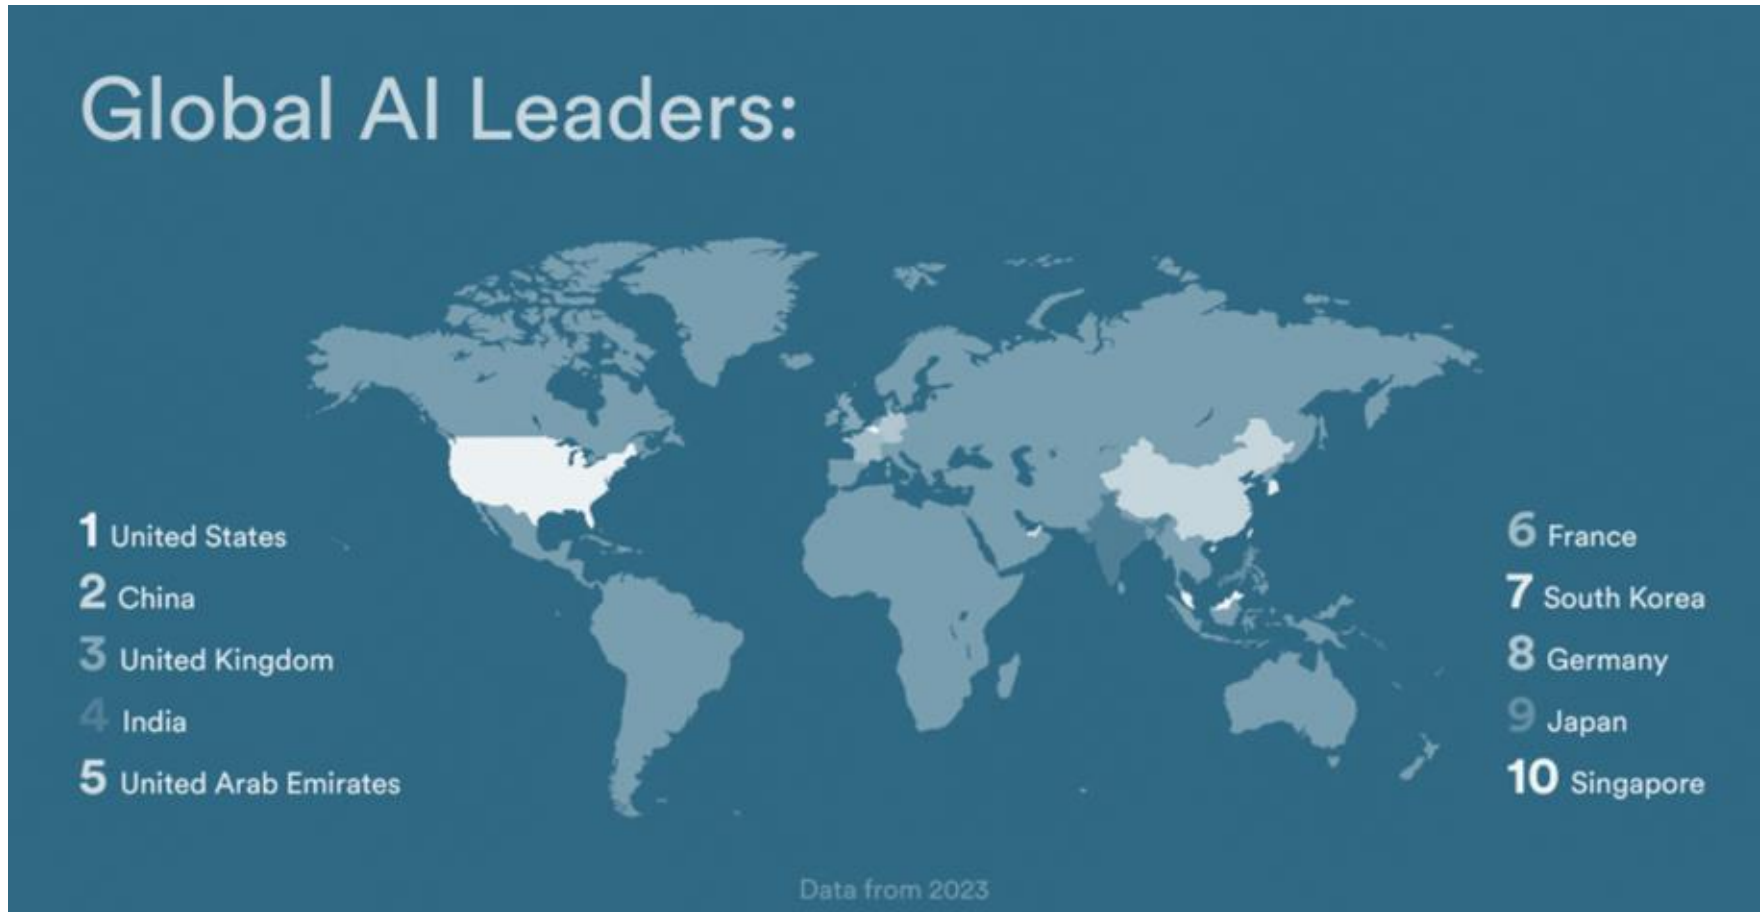 Global AI Leaders:
1 United States
2 China
3 United Kingdom
4 India
5 United Arab Emirates
6 France
7 South Korea
8 Germany
9 Japan
10 Singapore
Data from 2023